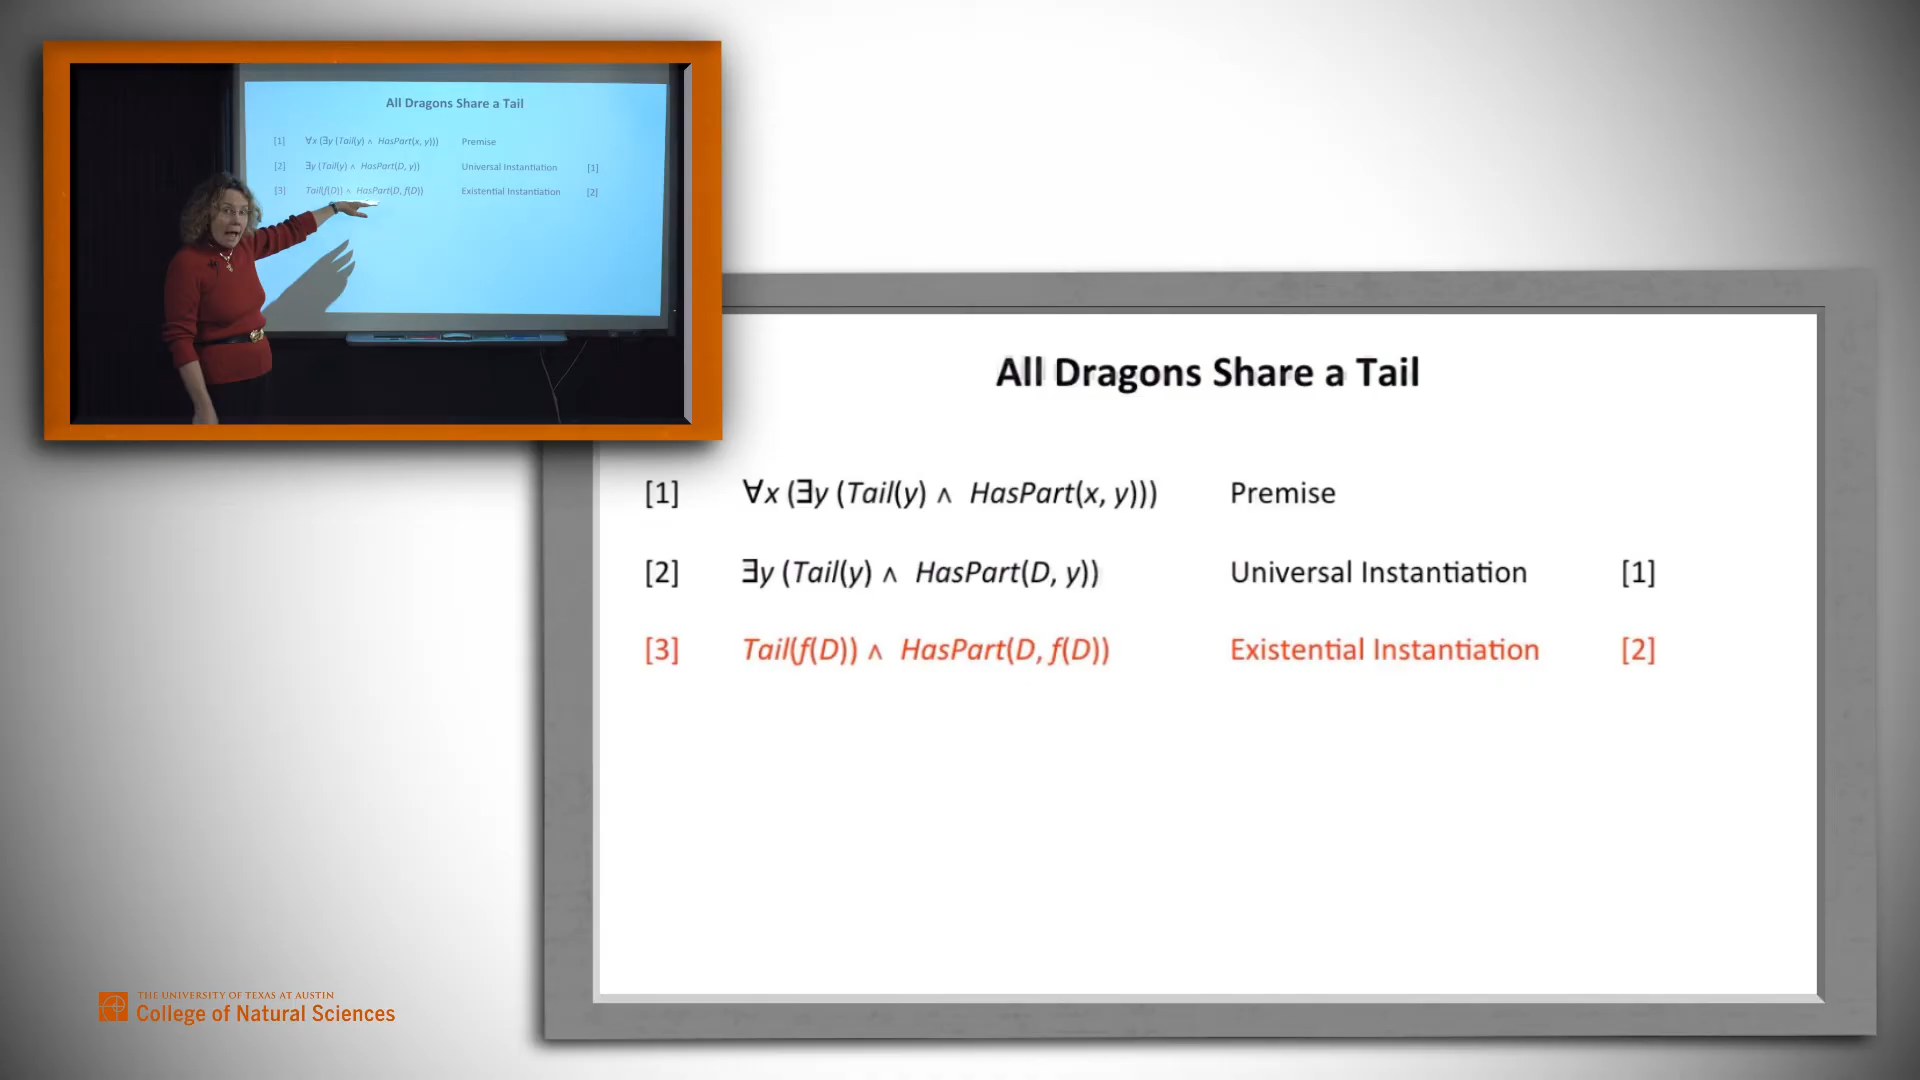 All Dragons Share a Tail
[1] ∀x (∃y (Tail(y) ∧ HasPart(x, y))) Premise
[2] ∃y (Tail(y) ∧ HasPart(D, y)) Universal Instantiation [1]
[3] Tail(f(D)) ∧ HasPart(D, f(D)) Existential Instantiation [2]
All Dragons Share a Tail
[1] ∀x (∃y (Tail(y) ∧ HasPart(x, y))) Premise
[2] ∃y (Tail(y) ∧ HasPart(D, y)) Universal Instantiation [1]
[3] Tail(f(D)) ∧ HasPart(D, f(D)) Existential Instantiation [2]
THE UNIVERSITY OF TEXAS AT AUSTIN
College of Natural Sciences